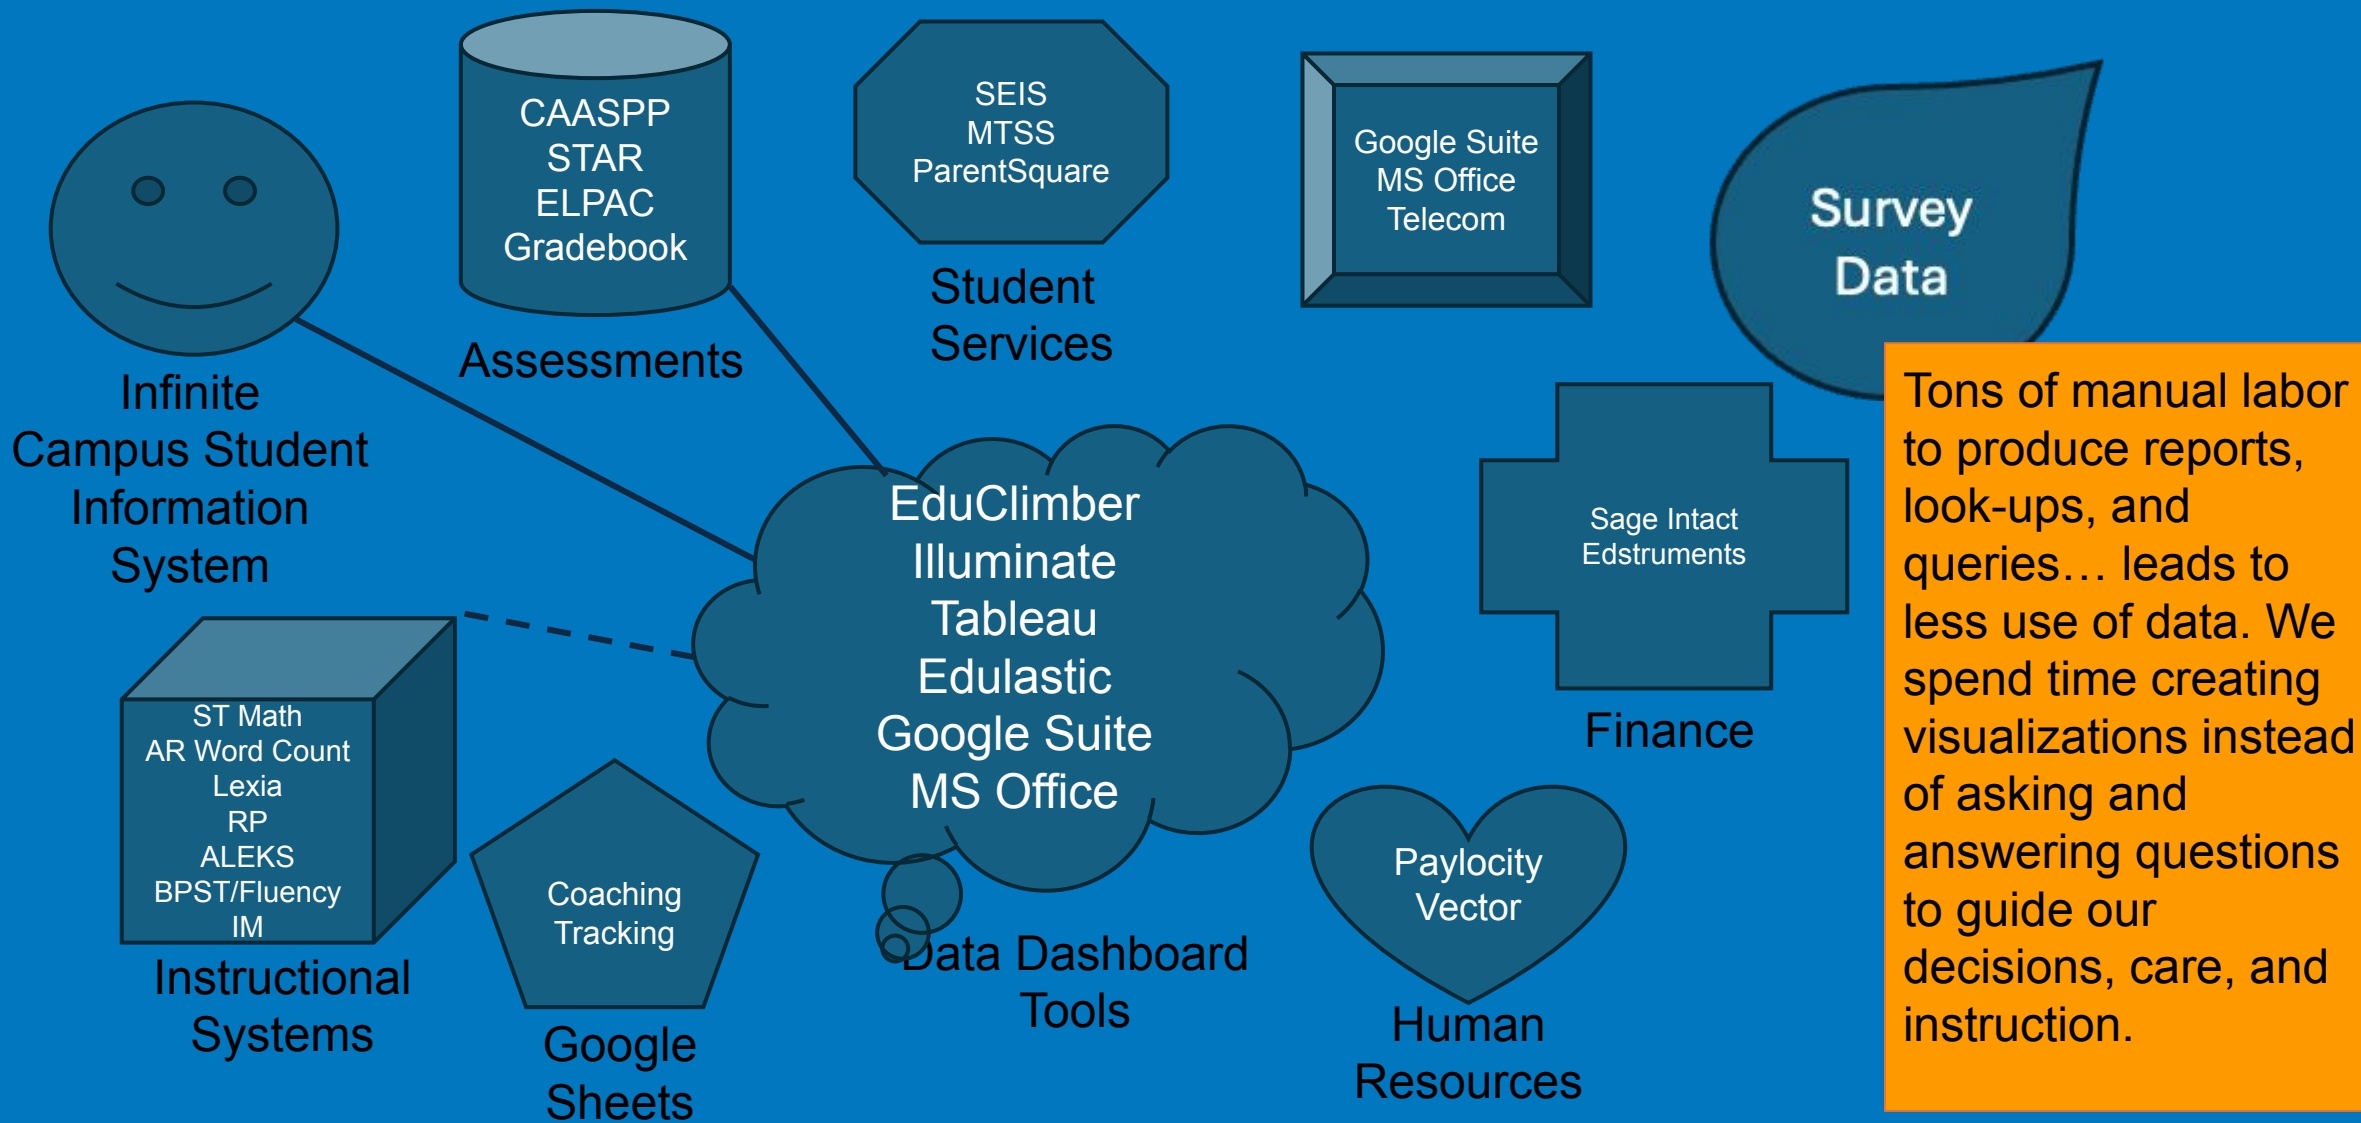 CAASPP
STAR
ELPAC
Gradebook
Assessments
SEIS
MTSS
ParentSquare
Student
Services
Google Suite
MS Office
Telecom
Survey
Data
Infinite
Campus Student
Information
System
EduClimber
Illuminate
Tableau
Edulastic
Google Suite
MS Office
Data Dashboard
Tools
Sage Intact
Edstruments
Finance
Tons of manual labor
to produce reports,
look-ups, and
queries… leads to
less use of data. We
spend time creating
visualizations instead
of asking and
answering questions
to guide our
decisions, care, and
instruction.
ST Math
AR Word Count
Lexia
RP
ALEKS
BPST/Fluency
IM
Instructional
Systems
Coaching
Tracking
Google
Sheets
Paylocity
Vector
Human
Resources